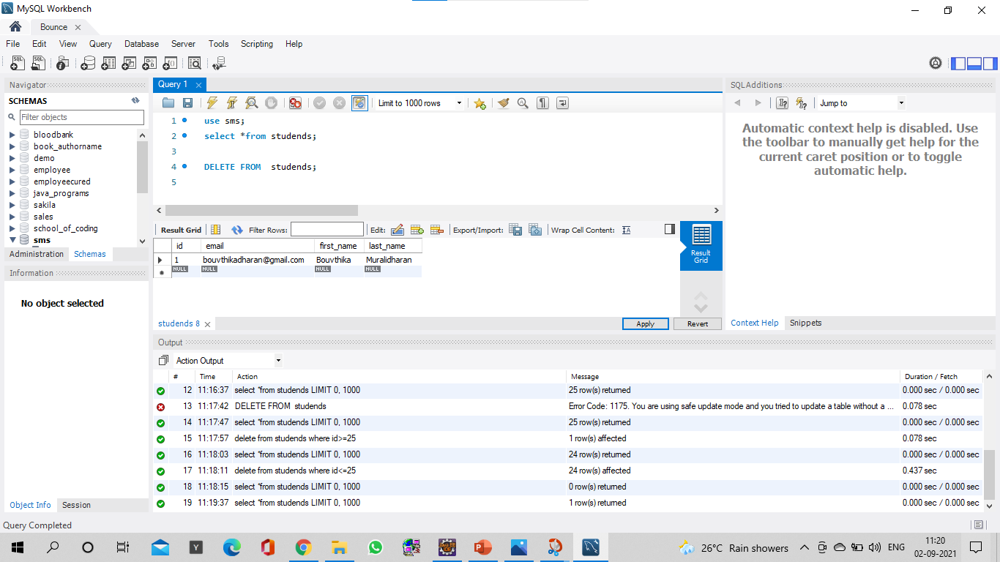 MySQL Workbench
Bounce
File Edit View Query Database Server Tools Scripting Help
Navigator
SCHEMAS
Filter objects
bloodbank
book_authorname
demo
employee
employeecured
java_programs
sakila
sales
school_of_coding
sms
Administration Schemas
Information
No object selected
Object Info Session
Query Completed
Query 1
Limit to 1000 rows
1 use sms;
2 select *from studends;
3
4 DELETE FROM  studends;
5
Result Grid Filter Rows: Edit: Export/Import: Wrap Cell Content:
id email first_name last_name
1 bouvthikadharan@gmail.com Bouvthika Muralidharan
NULL NULL NULL NULL
Result
Grid
studends 8
Apply Revert
SQLAdditions
Jump to
Automatic context help is disabled. Use
the toolbar to manually get help for the
current caret position or to toggle
automatic help.
Context Help Snippets
Output
Action Output
# Time Action Message Duration / Fetch
12 11:16:37 select *from studends LIMIT 0, 1000 25 row(s) returned 0.000 sec / 0.000 sec
13 11:17:42 DELETE FROM  studends Error Code: 1175. You are using safe update mode and you tried to update a table without a ... 0.078 sec
14 11:17:47 select *from studends LIMIT 0, 1000 25 row(s) returned 0.000 sec / 0.000 sec
15 11:17:57 delete from studends where id>=25 1 row(s) affected 0.078 sec
16 11:18:03 select *from studends LIMIT 0, 1000 24 row(s) returned 0.000 sec / 0.000 sec
17 11:18:11 delete from studends where id<=25 24 row(s) affected 0.437 sec
18 11:18:15 select *from studends LIMIT 0, 1000 0 row(s) returned 0.000 sec / 0.000 sec
19 11:19:37 select *from studends LIMIT 0, 1000 1 row(s) returned 0.000 sec / 0.000 sec
26°C Rain showers ENG 11:20
02-09-2021